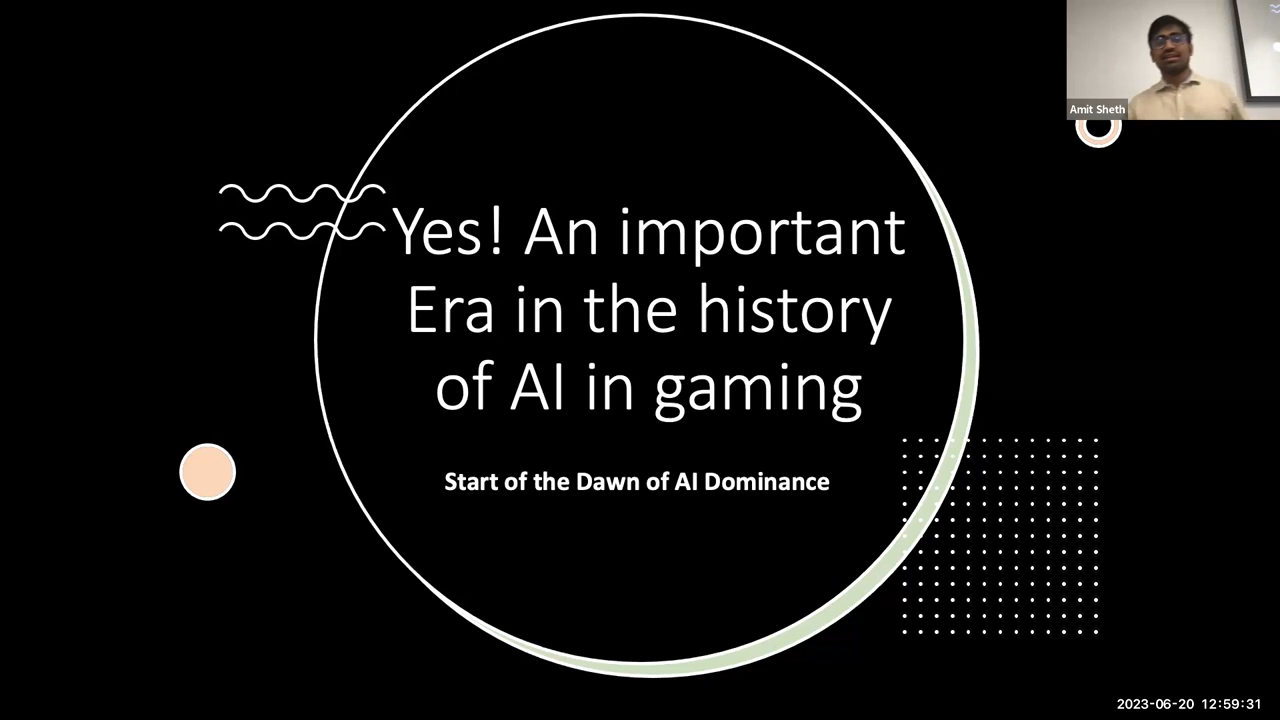 Amit Sheth
Yes! An important
Era in the history
of AI in gaming
Start of the Dawn of AI Dominance
2023-06-20 12:59:31